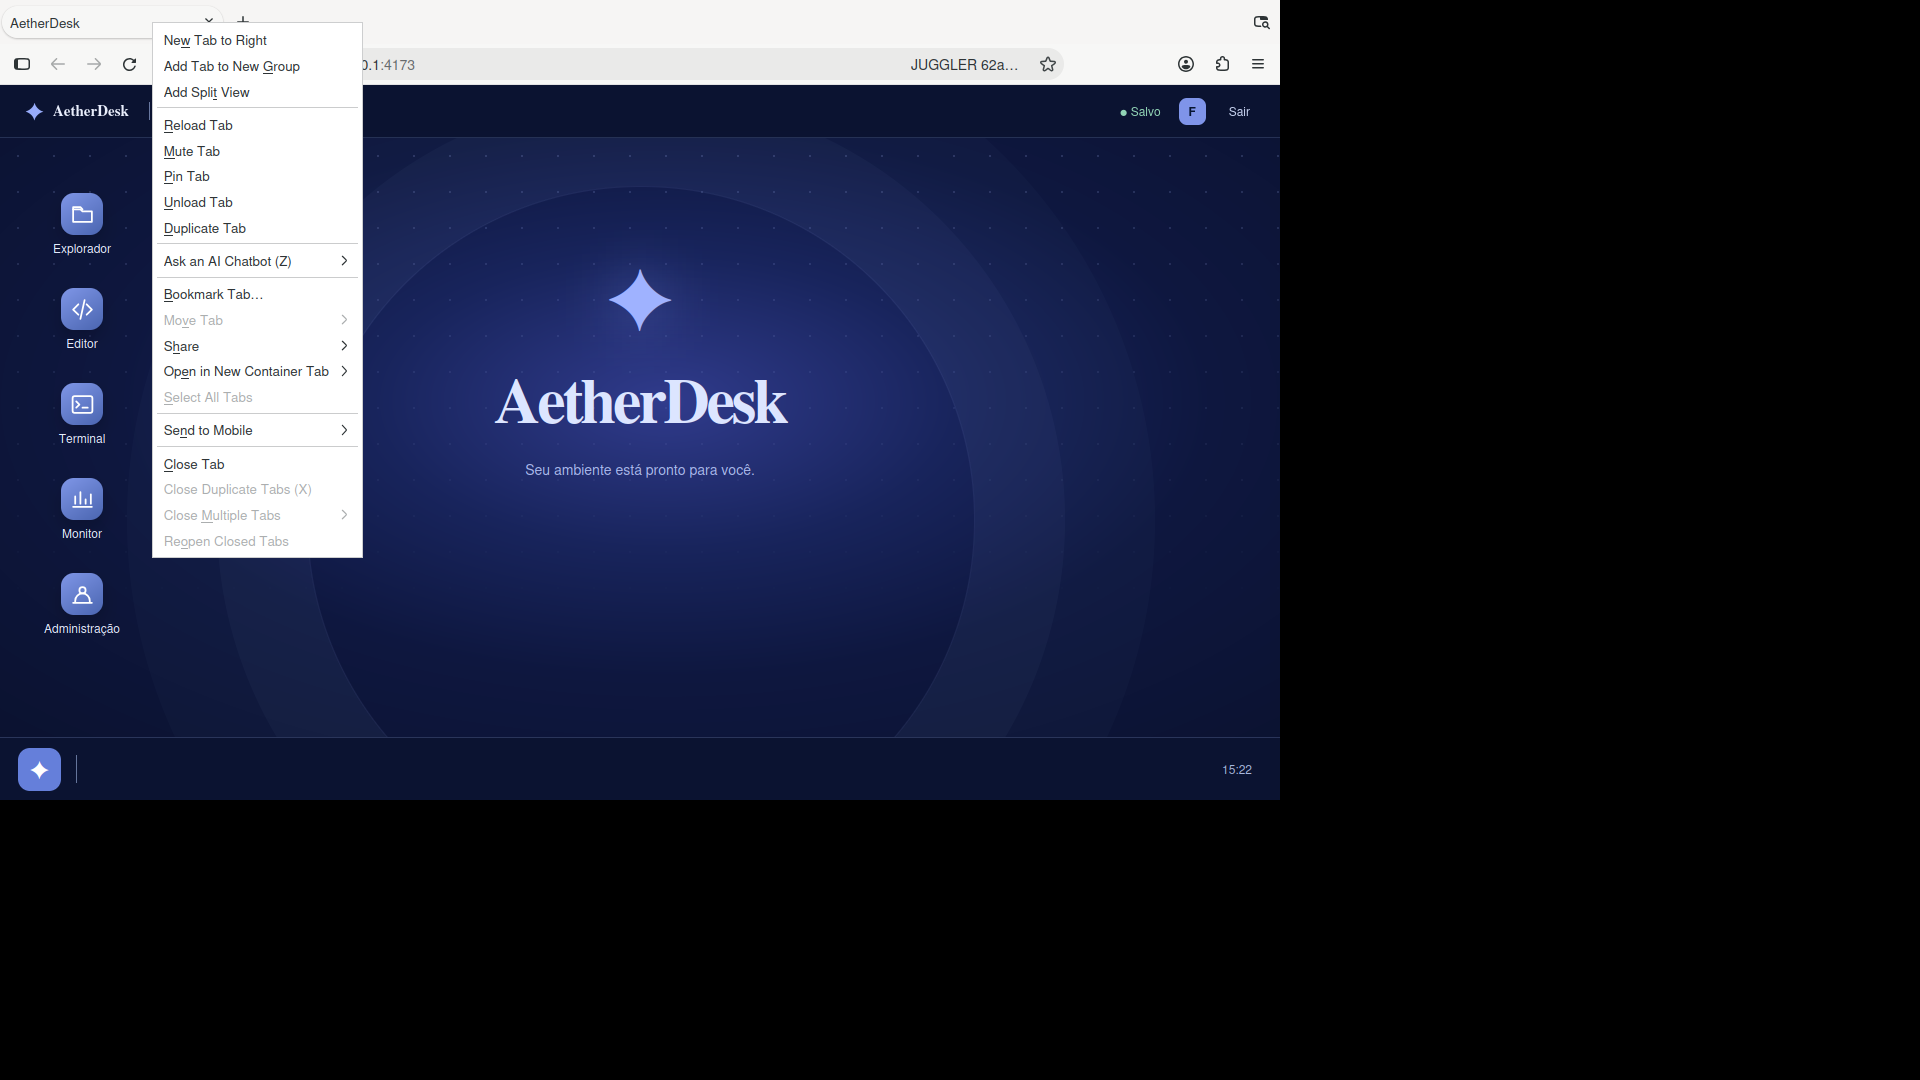 AetherDesk
New Tab to Right
Add Tab to New Group
Add Split View
Reload Tab
Mute Tab
Pin Tab
Unload Tab
Duplicate Tab
Ask an AI Chatbot (Z)
Bookmark Tab…
Move Tab
Share
Open in New Container Tab
Select All Tabs
Send to Mobile
Close Tab
Close Duplicate Tabs (X)
Close Multiple Tabs
Reopen Closed Tabs
0.1:4173
JUGGLER 62a…
AetherDesk
Salvo
F
Sair
Explorador
Editor
Terminal
Monitor
Administração
AetherDesk
Seu ambiente está pronto para você.
15:22